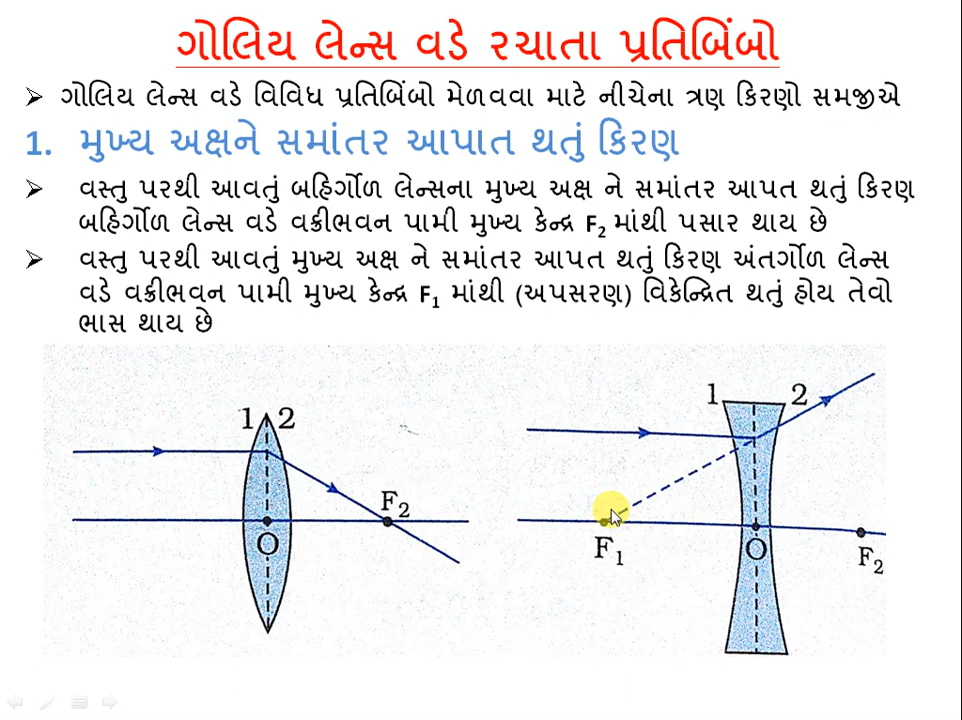 ગોલિય લેન્સ વડે રચાતા પ્રતિબિંબો
➢ ગોલિય લેન્સ વડે વિવિધ પ્રતિબિંબો મેળવવા માટે નીચેના ત્રણ કિરણો સમજીએ
1. મુખ્ય અક્ષને સમાંતર આપાત થતું કિરણ
➢ વસ્તુ પરથી આવતું બહિર્ગોળ લેન્સના મુખ્ય અક્ષ ને સમાંતર આપત થતું કિરણ
બહિર્ગોળ લેન્સ વડે વક્રીભવન પામી મુખ્ય કેન્દ્ર F₂ માંથી પસાર થાય છે
➢ વસ્તુ પરથી આવતું મુખ્ય અક્ષ ને સમાંતર આપત થતું કિરણ અંતર્ગોળ લેન્સ
વડે વક્રીભવન પામી મુખ્ય કેન્દ્ર F₁ માંથી (અપસરણ) વિકેન્દ્રિત થતું હોય તેવો
ભાસ થાય છે
1 2
F₂
O
1 2
F₁
O
F₂